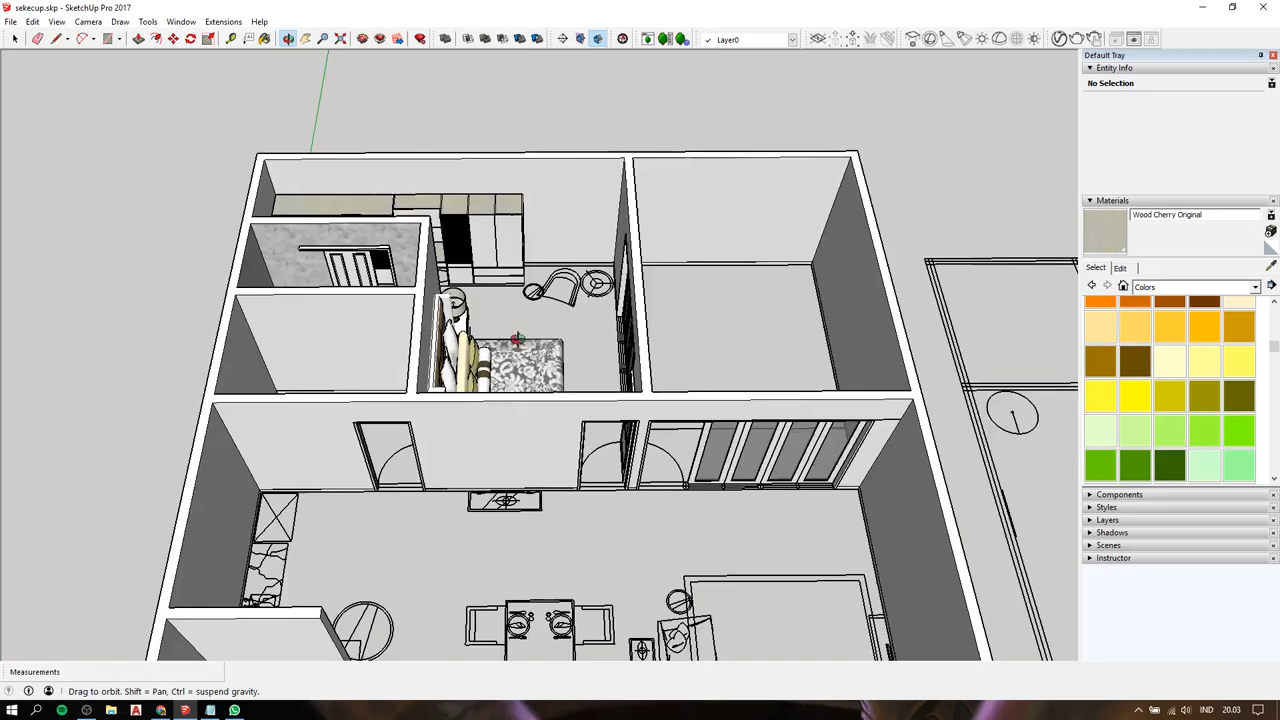 sekecup.skp - SketchUp Pro 2017
File Edit View Camera Draw Tools Window Extensions Help
Layer0
Default Tray
Entity Info
No Selection
Materials
Wood Cherry Original
Select Edit
Colors
Components
Styles
Layers
Shadows
Scenes
Instructor
Measurements
Drag to orbit. Shift = Pan, Ctrl = suspend gravity.
IND 20.03